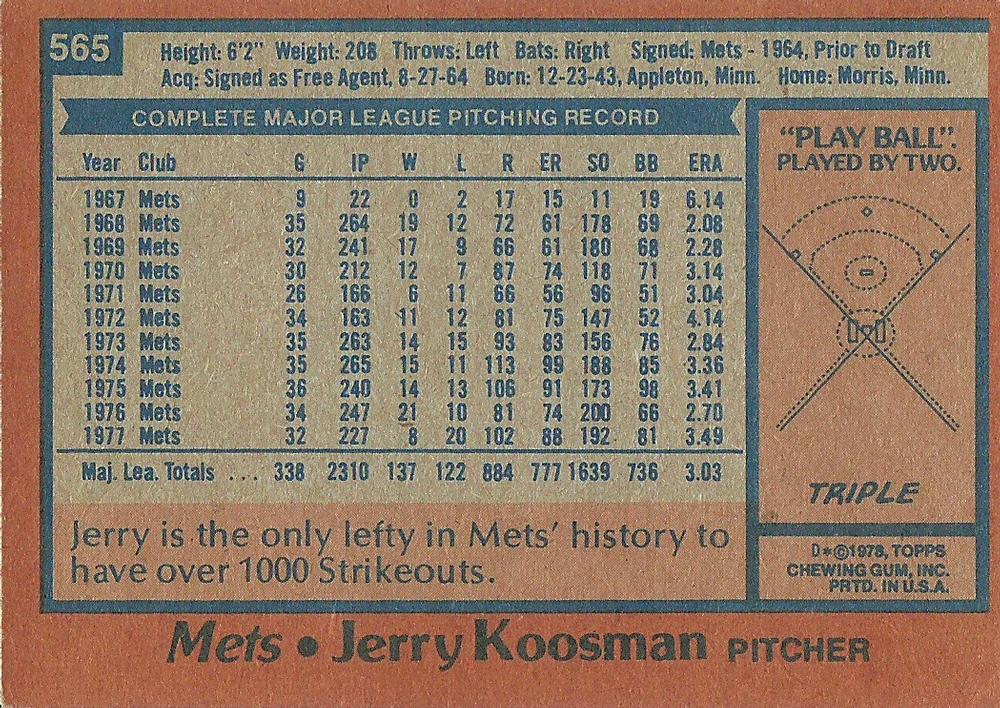 565
Height: 6'2" Weight: 208 Throws: Left Bats: Right Signed: Mets - 1964, Prior to Draft
Acq: Signed as Free Agent, 8-27-64 Born: 12-23-43, Appleton, Minn. Home: Morris, Minn.
COMPLETE MAJOR LEAGUE PITCHING RECORD
Year Club G IP W L R ER SO BB ERA
1967 Mets 9 22 0 2 17 15 11 19 6.14
1968 Mets 35 264 19 12 72 61 178 69 2.08
1969 Mets 32 241 17 9 66 61 180 68 2.28
1970 Mets 30 212 12 7 87 74 118 71 3.14
1971 Mets 26 166 6 11 66 56 96 51 3.04
1972 Mets 34 163 11 12 81 75 147 52 4.14
1973 Mets 35 263 14 15 93 83 156 76 2.84
1974 Mets 35 265 15 11 113 99 188 85 3.36
1975 Mets 36 240 14 13 106 91 173 98 3.41
1976 Mets 34 247 21 10 81 74 200 66 2.70
1977 Mets 32 227 8 20 102 88 192 81 3.49
Maj. Lea. Totals ... 338 2310 137 122 884 777 1639 736 3.03
Jerry is the only lefty in Mets' history to
have over 1000 Strikeouts.
"PLAY BALL".
PLAYED BY TWO.
TRIPLE
D*©1978, TOPPS
CHEWING GUM, INC.
PRTD. IN U.S.A.
Mets • Jerry Koosman PITCHER